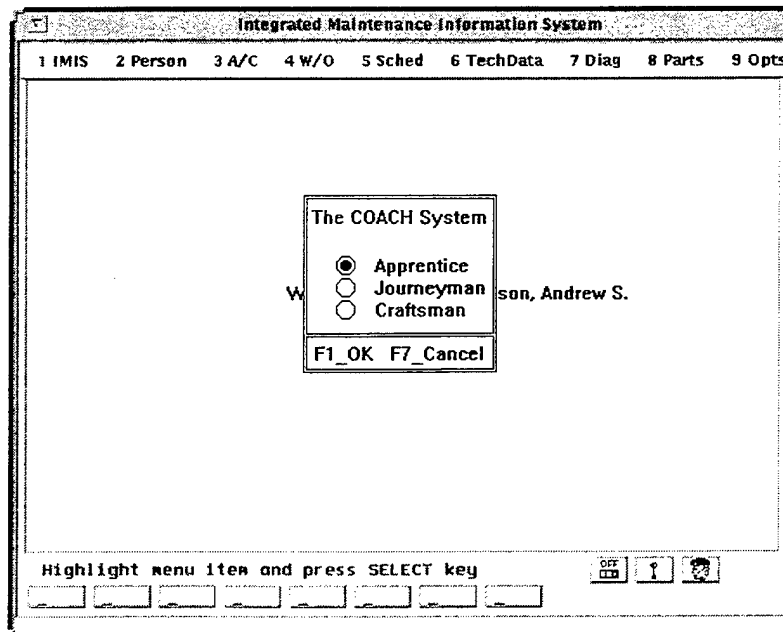 Integrated Maintenance Information System
1 IMIS 2 Person 3 A/C 4 W/O 5 Sched 6 TechData 7 Diag 8 Parts 9 Opts
The COACH System
Apprentice
Journeyman
W son, Andrew S.
Craftsman
F1_OK F7_Cancel
Highlight menu item and press SELECT key
OFF